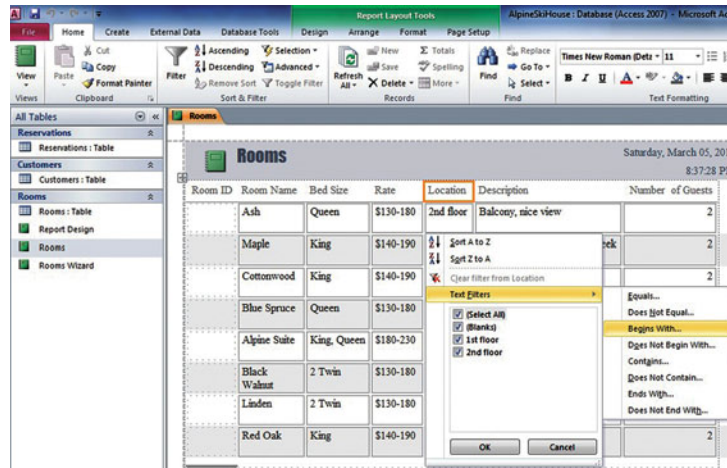 A Report Layout Tools AlpineSkiHouse : Database (Access 2007) - Microsoft Ac
File Home Create External Data Database Tools Design Arrange Format Page Setup
View Paste Cut Copy Format Painter Filter Ascending Descending Remove Sort Selection Advanced Toggle Filter Refresh All New Save Delete Totals Spelling More Find Replace Go To Select Times New Roman (Deta 11 B I U A
Views Clipboard Sort & Filter Records Find Text Formatting
All Tables « Rooms
Reservations
Reservations : Table
Customers
Customers : Table
Rooms
Rooms : Table
Report Design
Rooms
Rooms Wizard
Rooms Saturday, March 05, 20
8:37:28 P
Room ID Room Name Bed Size Rate Location Description Number of Guests
Ash Queen $130-180 2nd floor Balcony, nice view 2
Maple King $140-190 eek 2
Cottonwood King $140-190 2
Blue Spruce Queen $130-180
Alpine Suite King, Queen $180-230
Black Walnut 2 Twin $130-180
Linden 2 Twin $130-180
Red Oak King $140-190 2
Sort A to Z
Sort Z to A
Clear filter from Location
Text Filters
(Select All)
(Blanks)
1st floor
2nd floor
OK Cancel
Equals...
Does Not Equal...
Begins With...
Does Not Begin With...
Contains...
Does Not Contain...
Ends With...
Does Not End With...